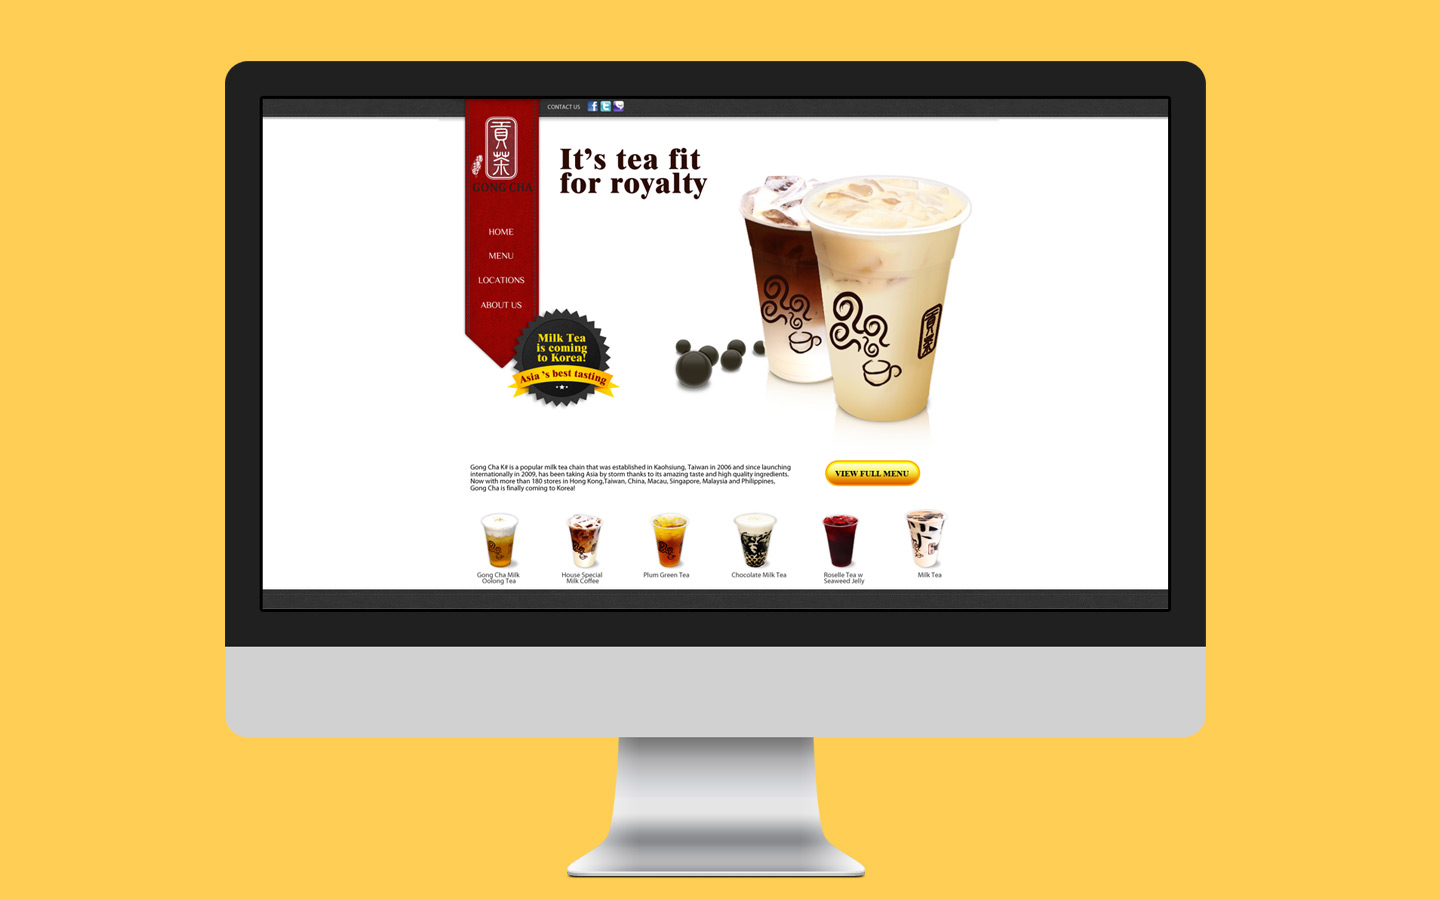 CONTACT US
貢茶
GONG CHA
HOME
MENU
LOCATIONS
ABOUT US
It's tea fit
for royalty
貢茶
Milk Tea
is coming
to Korea!
Asia 's best tasting
Gong Cha K# is a popular milk tea chain that was established in Kaohsiung, Taiwan in 2006 and since launching
internationally in 2009, has been taking Asia by storm thanks to its amazing taste and high quality ingredients.
Now with more than 180 stores in Hong Kong,Taiwan, China, Macau, Singapore, Malaysia and Philippines,
Gong Cha is finally coming to Korea!
VIEW FULL MENU
Gong Cha Milk
Oolong Tea
House Special
Milk Coffee
Plum Green Tea
Chocolate Milk Tea
Roselle Tea w
Seaweed Jelly
Milk Tea